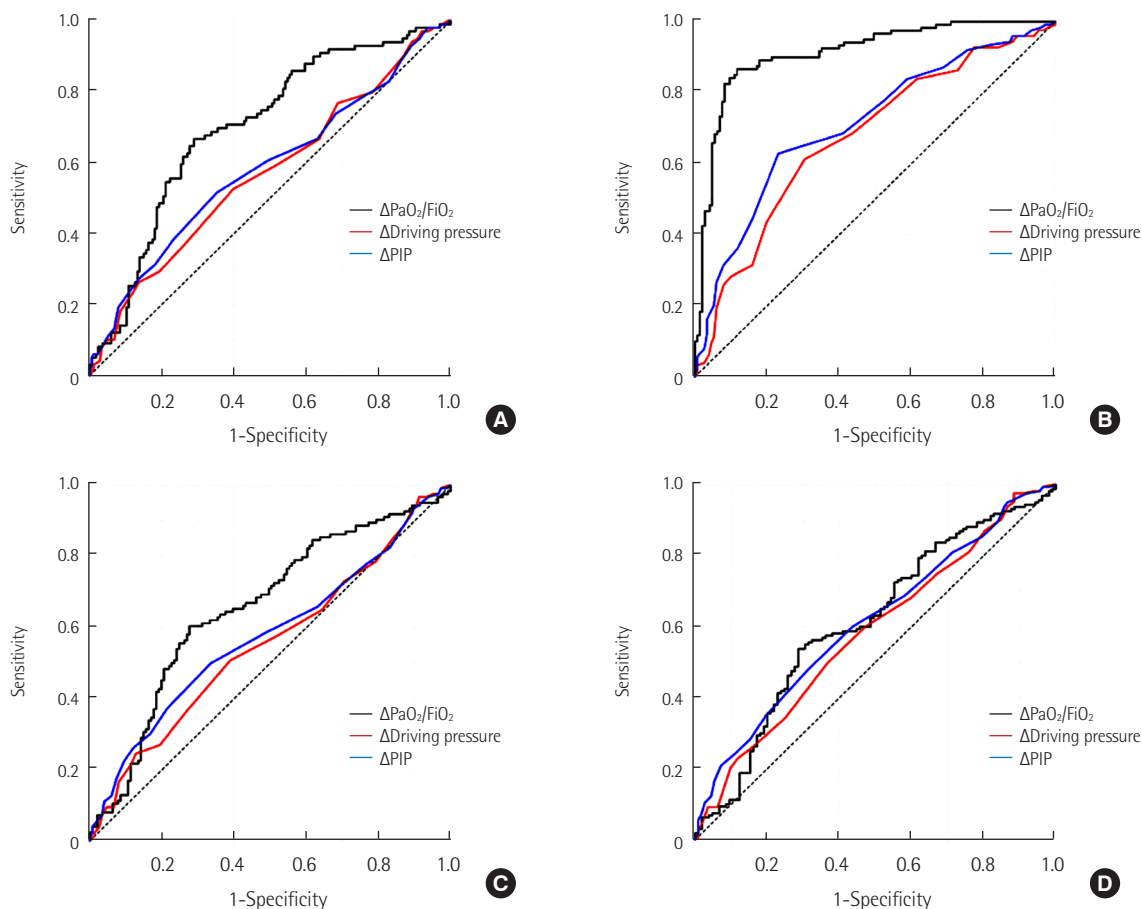 1.0
0.8
0.6
0.4
0.2
0
Sensitivity
ΔPaO₂/FiO₂
ΔDriving pressure
ΔPIP
0.2 0.4 0.6 0.8 1.0
1-Specificity
A
1.0
0.8
0.6
0.4
0.2
0
Sensitivity
ΔPaO₂/FiO₂
ΔDriving pressure
ΔPIP
0.2 0.4 0.6 0.8 1.0
1-Specificity
B
1.0
0.8
0.6
0.4
0.2
0
Sensitivity
ΔPaO₂/FiO₂
ΔDriving pressure
ΔPIP
0.2 0.4 0.6 0.8 1.0
1-Specificity
C
1.0
0.8
0.6
0.4
0.2
0
Sensitivity
ΔPaO₂/FiO₂
ΔDriving pressure
ΔPIP
0.2 0.4 0.6 0.8 1.0
1-Specificity
D